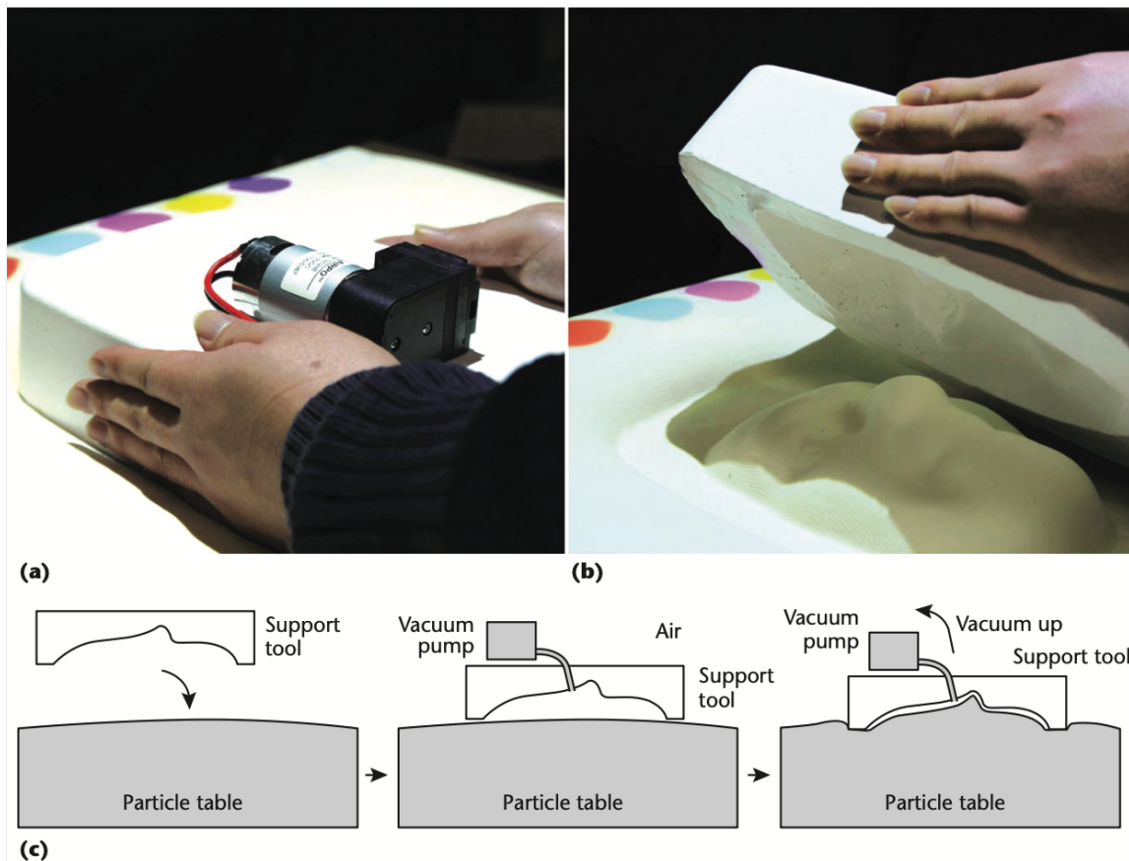 (a)
(b)
Support
tool
Particle table
Vacuum
pump
Air
Support
tool
Particle table
Vacuum
pump
Vacuum up
Support tool
Particle table
(c)